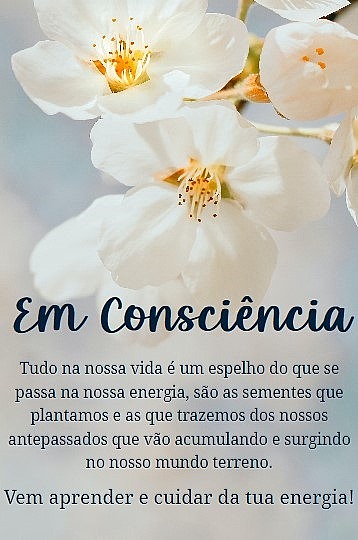 Em Consciência
Tudo na nossa vida é um espelho do que se
passa na nossa energia, são as sementes que
plantamos e as que trazemos dos nossos
antepassados que vão acumulando e surgindo
no nosso mundo terreno.
Vem aprender e cuidar da tua energia!